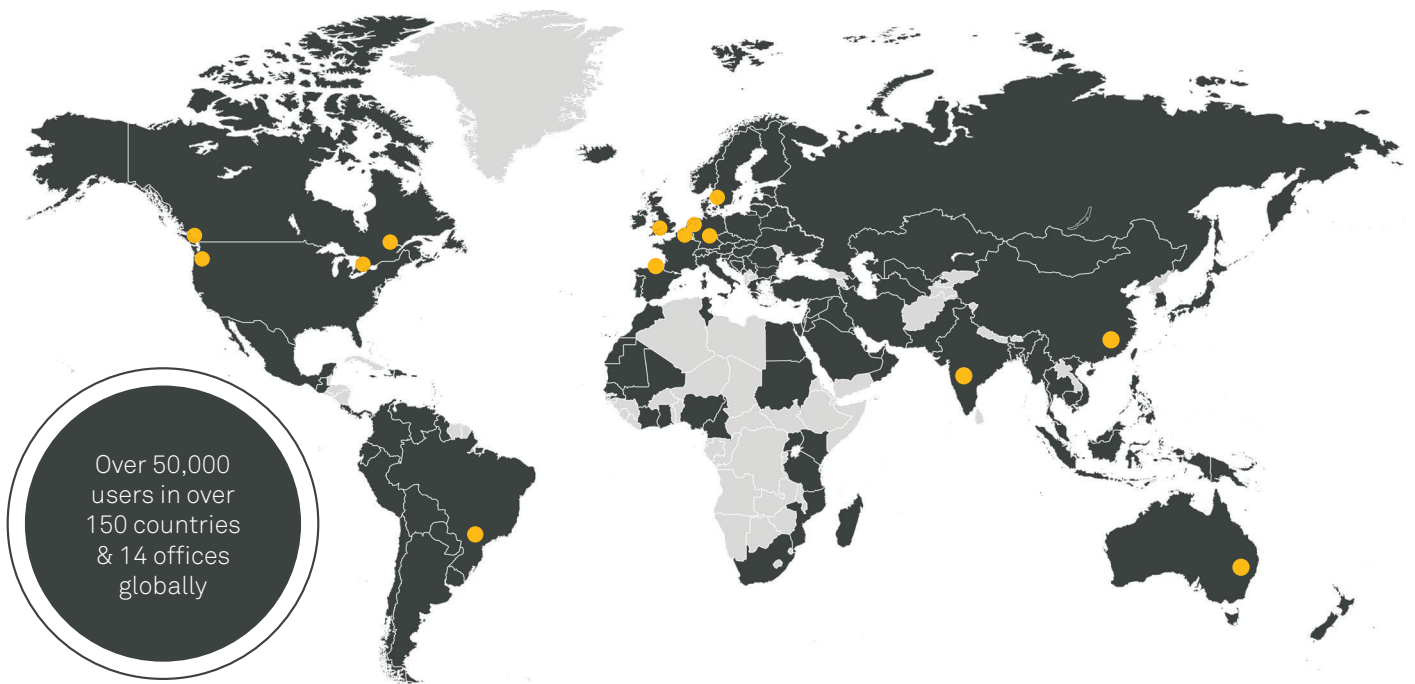 Over 50,000
users in over
150 countries
& 14 offices
globally